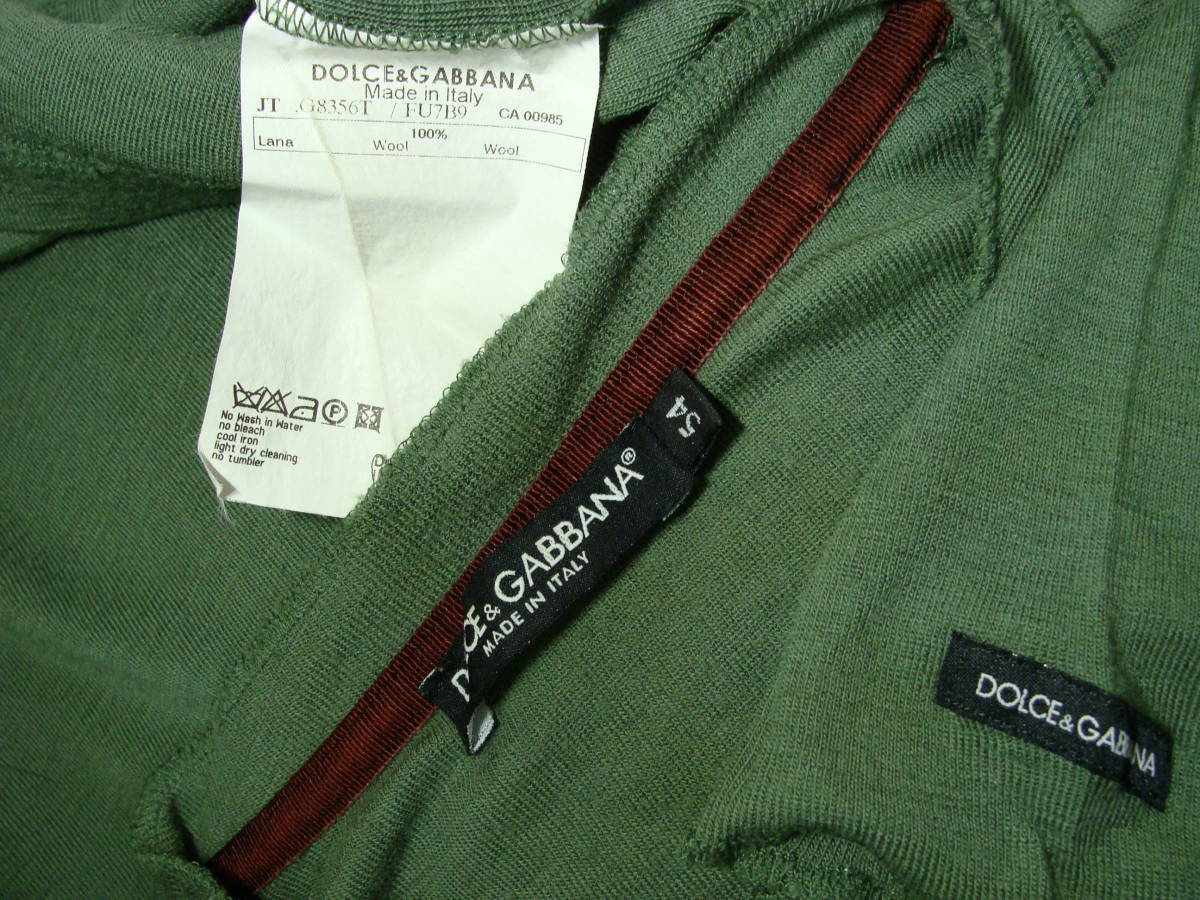 DOLCE&GABBANA
Made in Italy
JT .G8356T / FU7B9 CA 00985
100%
Lana Wool Wool
P
No Wash in Water
no bleach
cool iron
light dry cleaning
no tumbler
54
DOLCE & GABBANA®
MADE IN ITALY
DOLCE&GABBANA